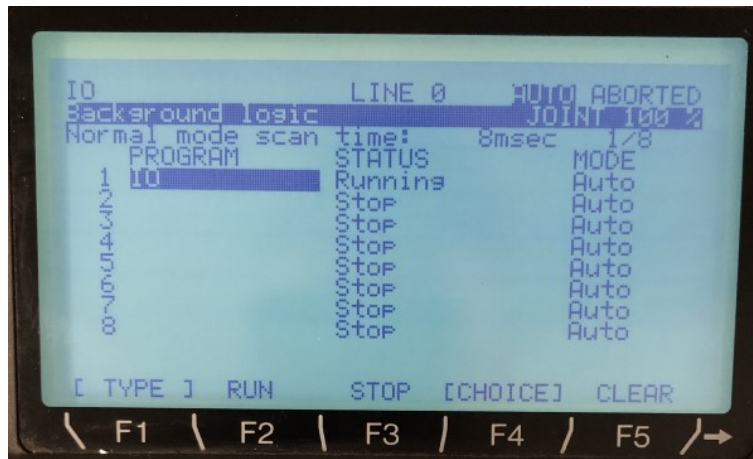 IO LINE 0 AUTO ABORTED
Background logic JOINT 100 %
Normal mode scan time: 8msec 1/8
PROGRAM STATUS MODE
1 IO Running Auto
2 Stop Auto
3 Stop Auto
4 Stop Auto
5 Stop Auto
6 Stop Auto
7 Stop Auto
8 Stop Auto
[ TYPE ] RUN STOP [CHOICE] CLEAR
F1 F2 F3 F4 F5 →